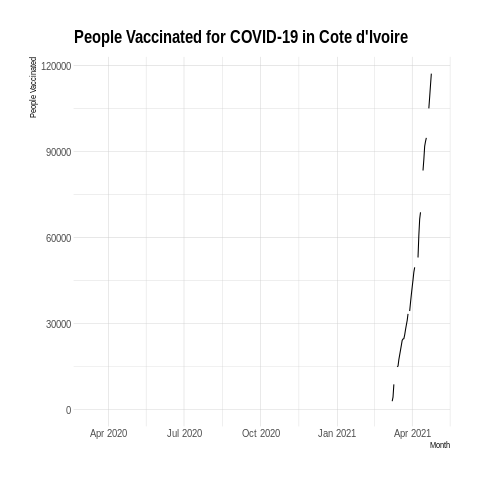 People Vaccinated for COVID-19 in Cote d'Ivoire
People Vaccinated
120000
90000
60000
30000
0
Apr 2020
Jul 2020
Oct 2020
Jan 2021
Apr 2021
Month